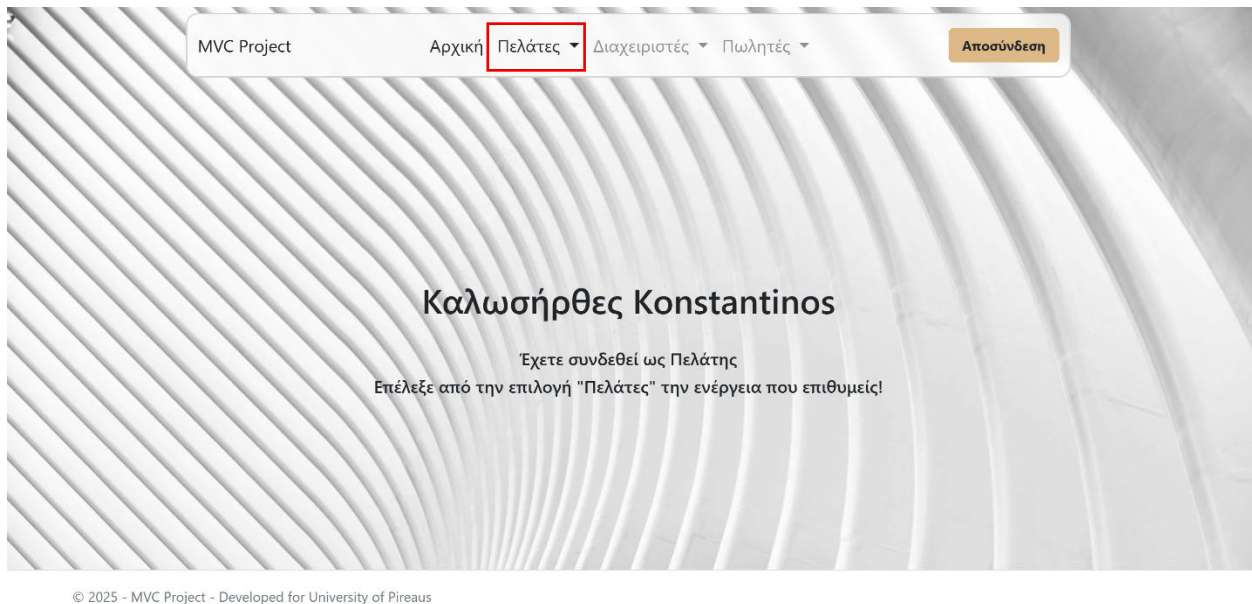 MVC Project Αρχική Πελάτες Διαχειριστές Πωλητές Αποσύνδεση
Καλωσήρθες Konstantinos
Έχετε συνδεθεί ως Πελάτης
Επέλεξε από την επιλογή "Πελάτες" την ενέργεια που επιθυμείς!
© 2025 - MVC Project - Developed for University of Pireaus